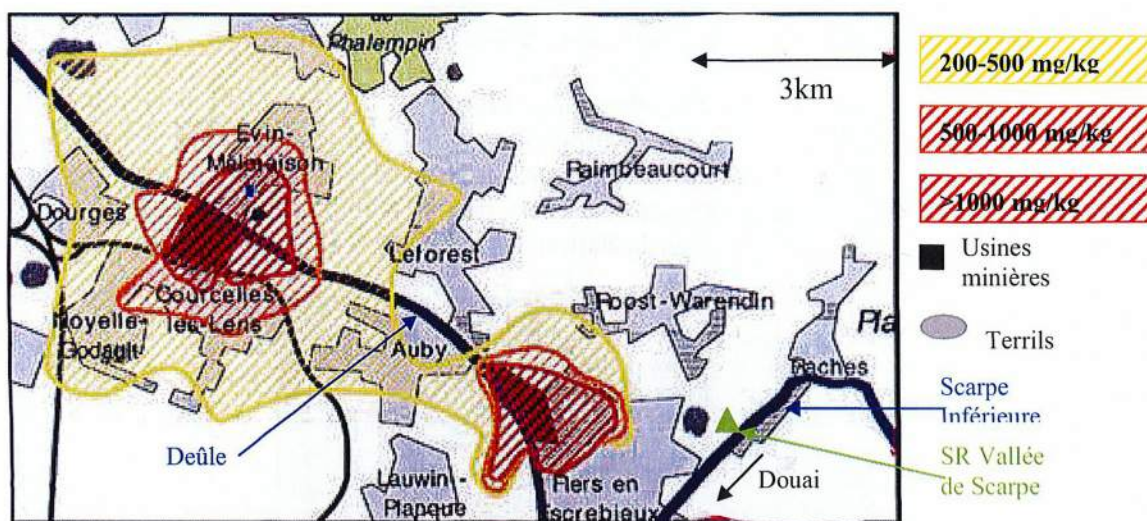 Phalempin
3km
Evin-
Malmaison
Raimbeaucourt
Dourges
Leforest
Courcelles
les-Lens
Noyelle-
Godault
Roost-Warendin
Auby
Pla
Raches
Deûle
Lauwin-
Planque
Flers en
Escrebieux
Douai
200-500 mg/kg
500-1000 mg/kg
>1000 mg/kg
Usines
minières
Terrils
Scarpe
Inférieure
SR Vallée
de Scarpe